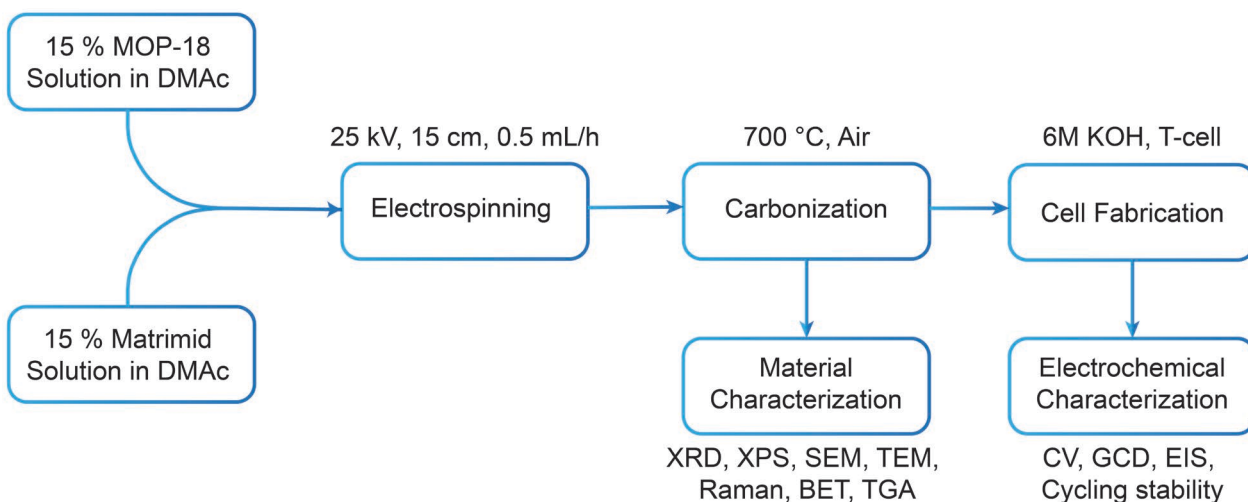 15 % MOP-18
Solution in DMAc
25 kV, 15 cm, 0.5 mL/h
700 °C, Air
6M KOH, T-cell
Electrospinning
Carbonization
Cell Fabrication
15 % Matrimid
Solution in DMAc
Material
Characterization
Electrochemical
Characterization
XRD, XPS, SEM, TEM,
Raman, BET, TGA
CV, GCD, EIS,
Cycling stability